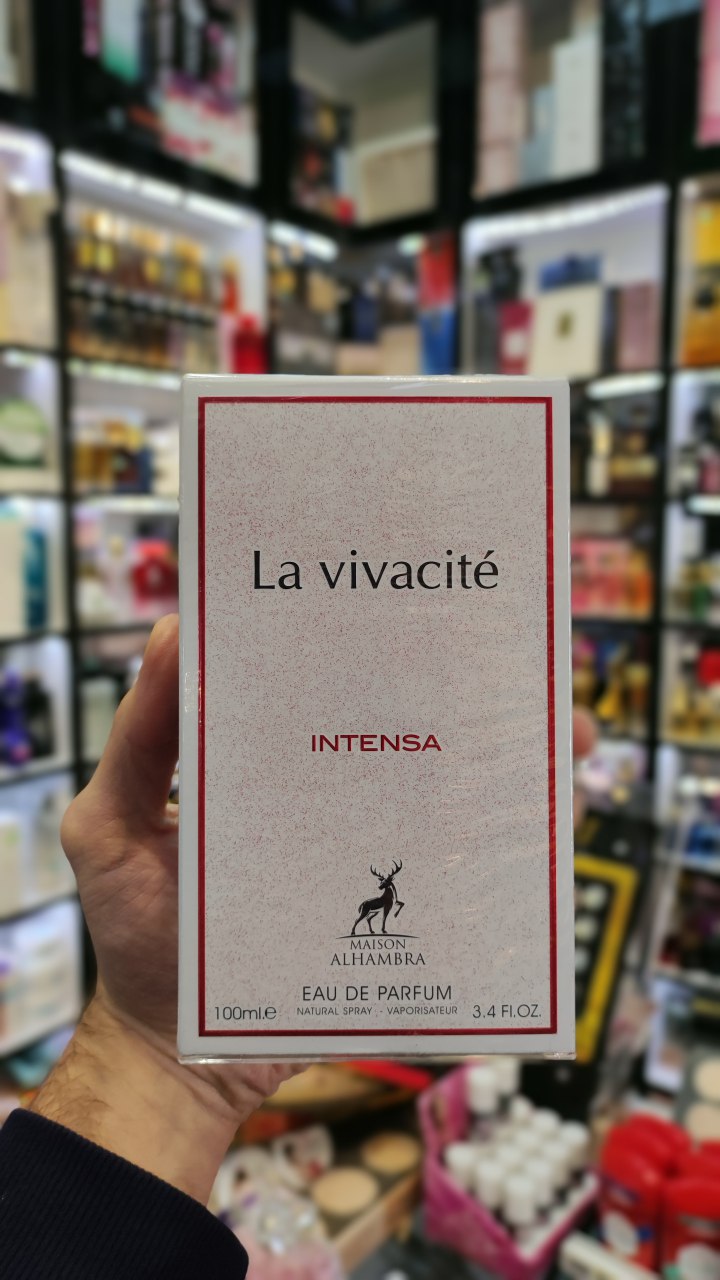 La vivacité
INTENSA
MAISON
ALHAMBRA
EAU DE PARFUM
100ml.e NATURAL SPRAY - VAPORISATEUR 3.4 Fl.OZ.